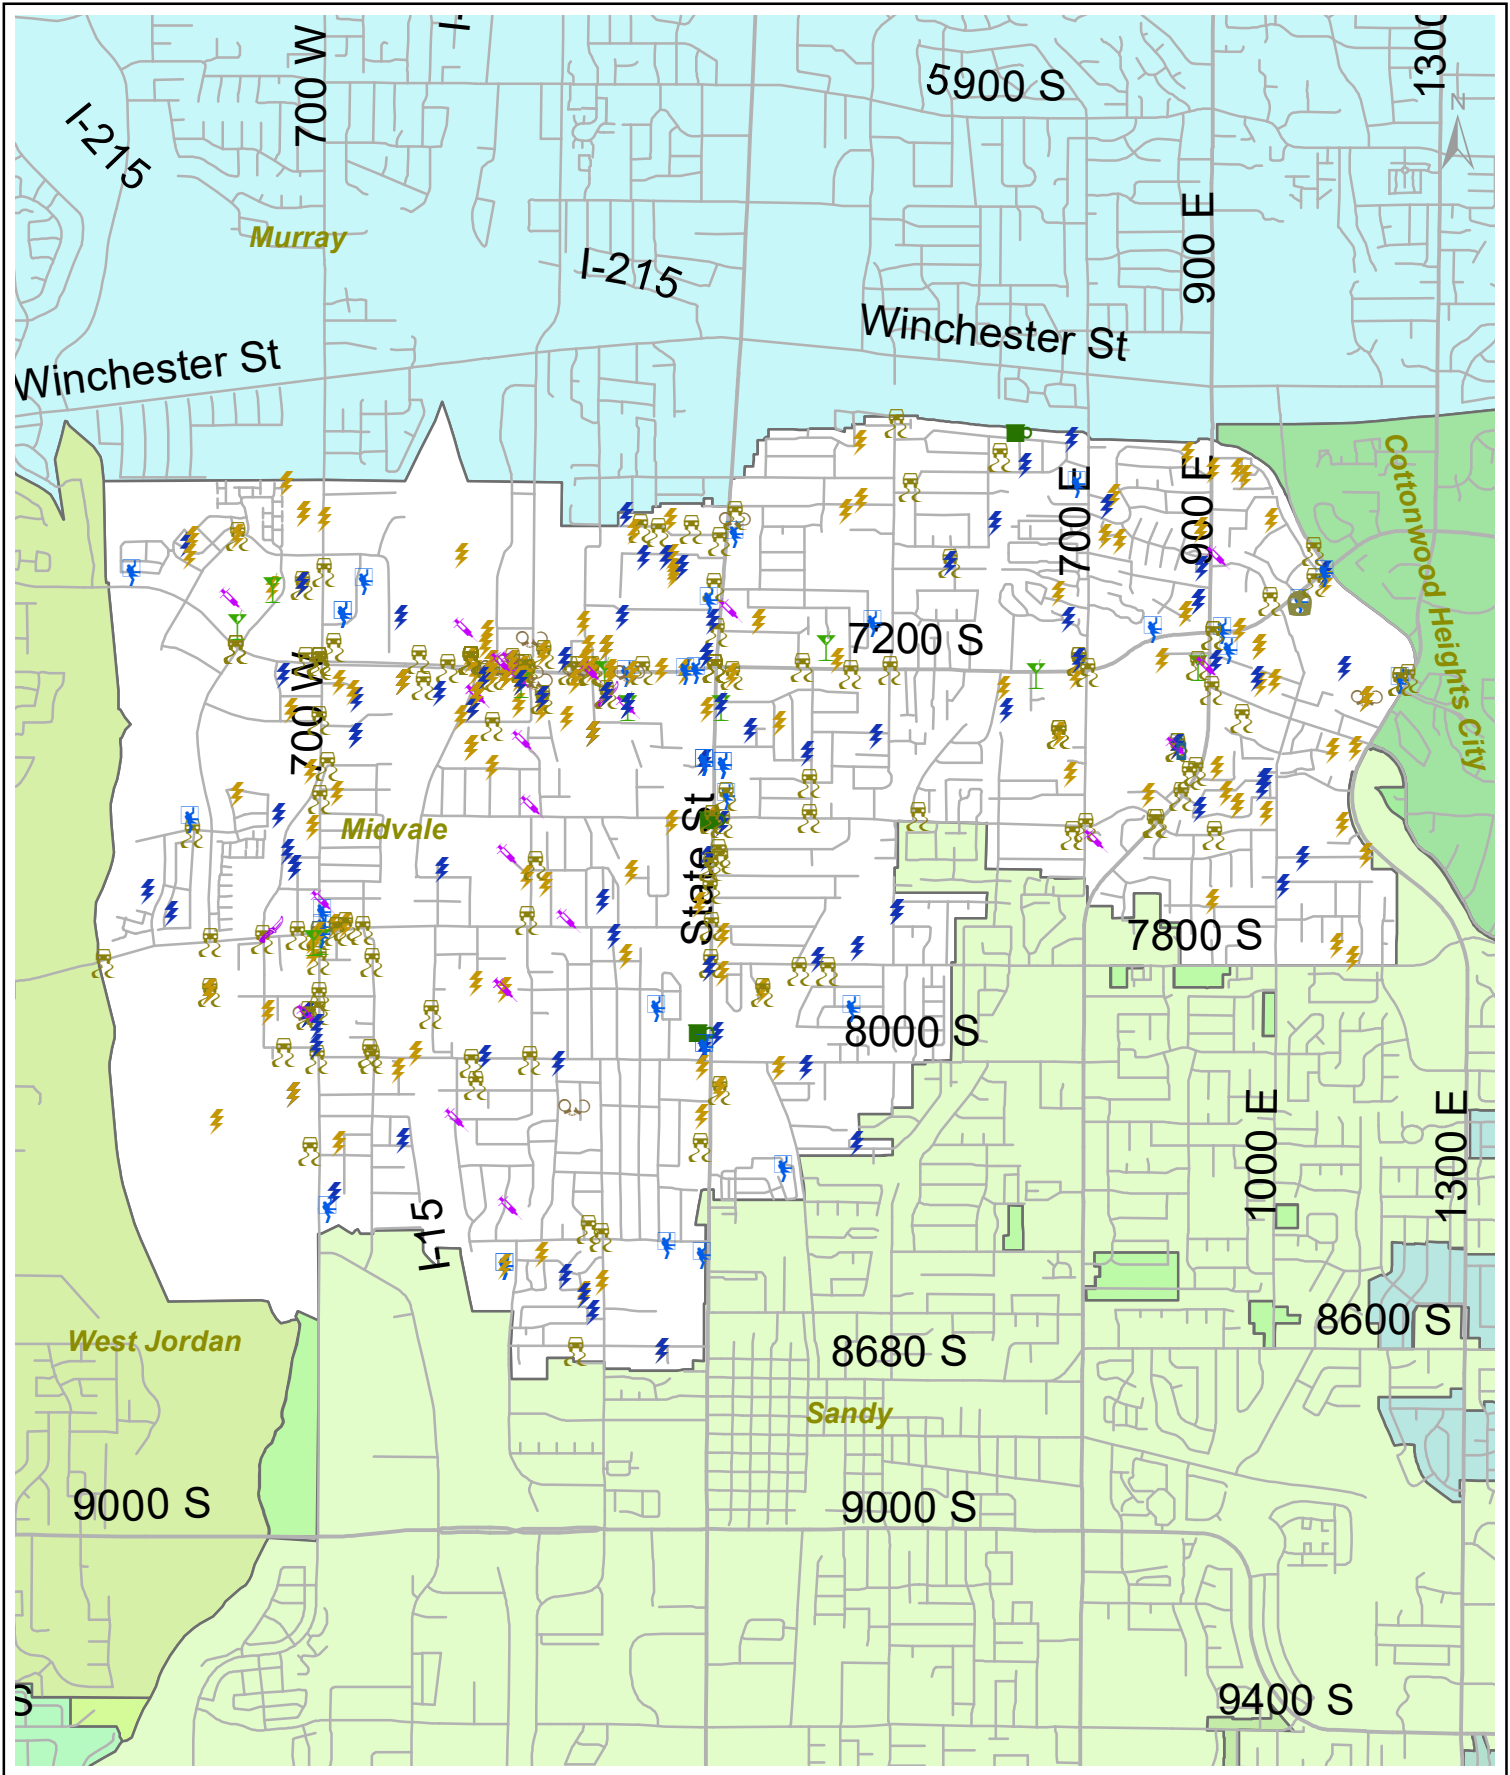 I-
1300
700 W
5900 S
I-215
N
900 E
Murray
I-215
Winchester St
Winchester St
Cottonwood Heights City
700 E
900 E
7200 S
700 W
Midvale
State St
7800 S
8000 S
1000 E
1300 E
I-15
8600 S
West Jordan
8680 S
Sandy
9000 S
9000 S
S
9400 S